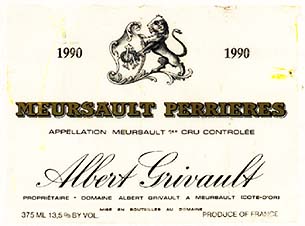 1990 1990
MEURSAULT PERRIERES
APPELLATION MEURSAULT 1ER CRU CONTROLÉE
Albert Grivault
PROPRIÉTAIRE - DOMAINE ALBERT GRIVAULT A MEURSAULT (COTE-D'OR)
MISE EN BOUTEILLES AU DOMAINE
375 ML 13,5 % BY VOL. PRODUCE OF FRANCE